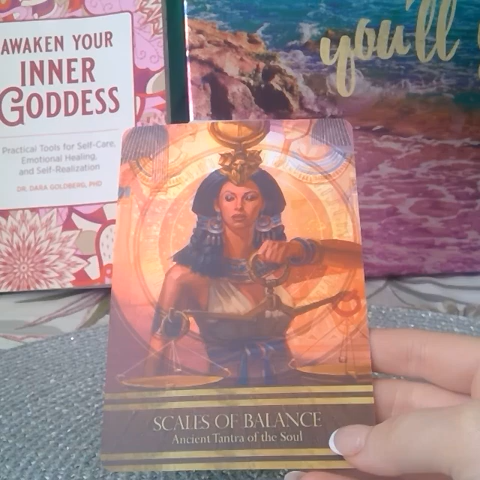 AWAKEN YOUR
INNER
GODDESS
Practical Tools for Self-Care,
Emotional Healing,
and Self-Realization
DR. DARA GOLDBERG, PHD
you'll
SCALES OF BALANCE
Ancient Tantra of the Soul